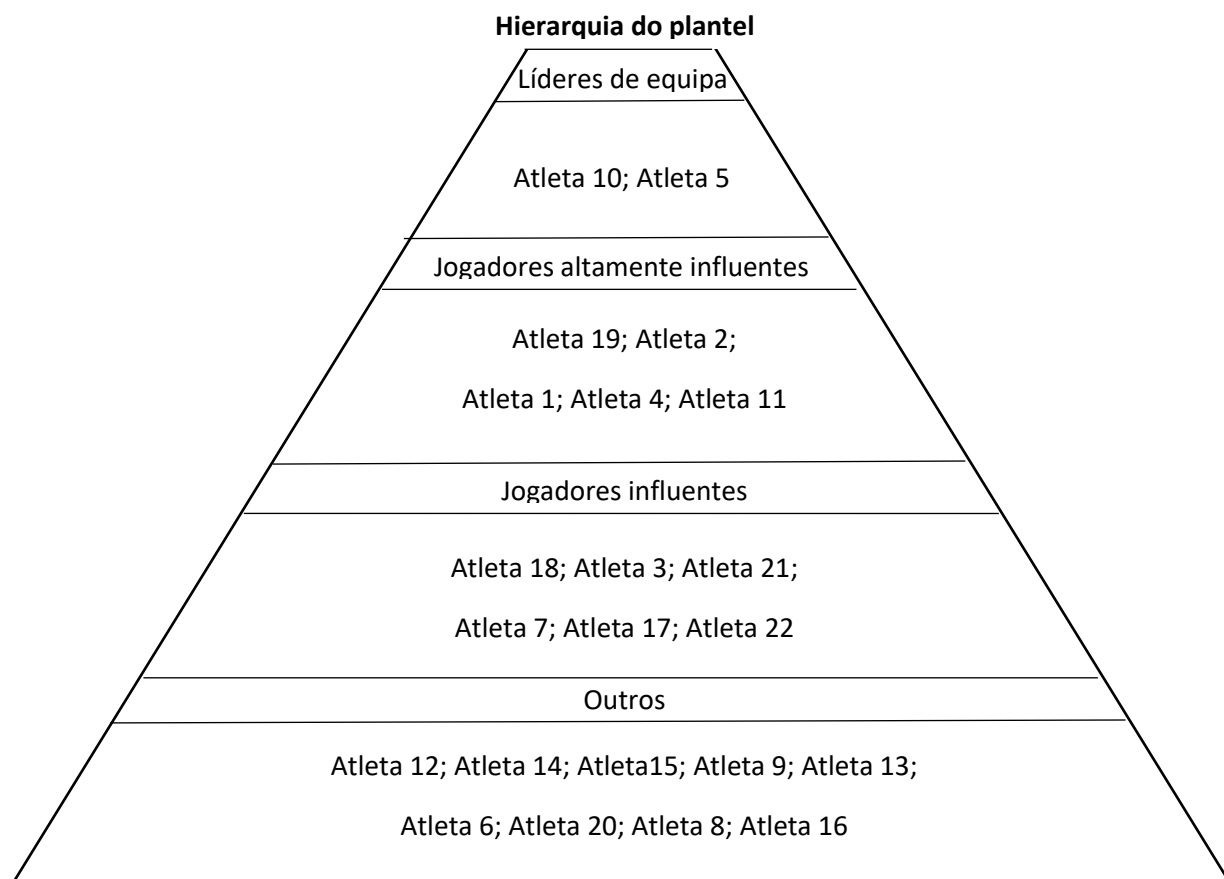 Hierarquia do plantel
Líderes de equipa
Atleta 10; Atleta 5
Jogadores altamente influentes
Atleta 19; Atleta 2;
Atleta 1; Atleta 4; Atleta 11
Jogadores influentes
Atleta 18; Atleta 3; Atleta 21;
Atleta 7; Atleta 17; Atleta 22
Outros
Atleta 12; Atleta 14; Atleta15; Atleta 9; Atleta 13;
Atleta 6; Atleta 20; Atleta 8; Atleta 16